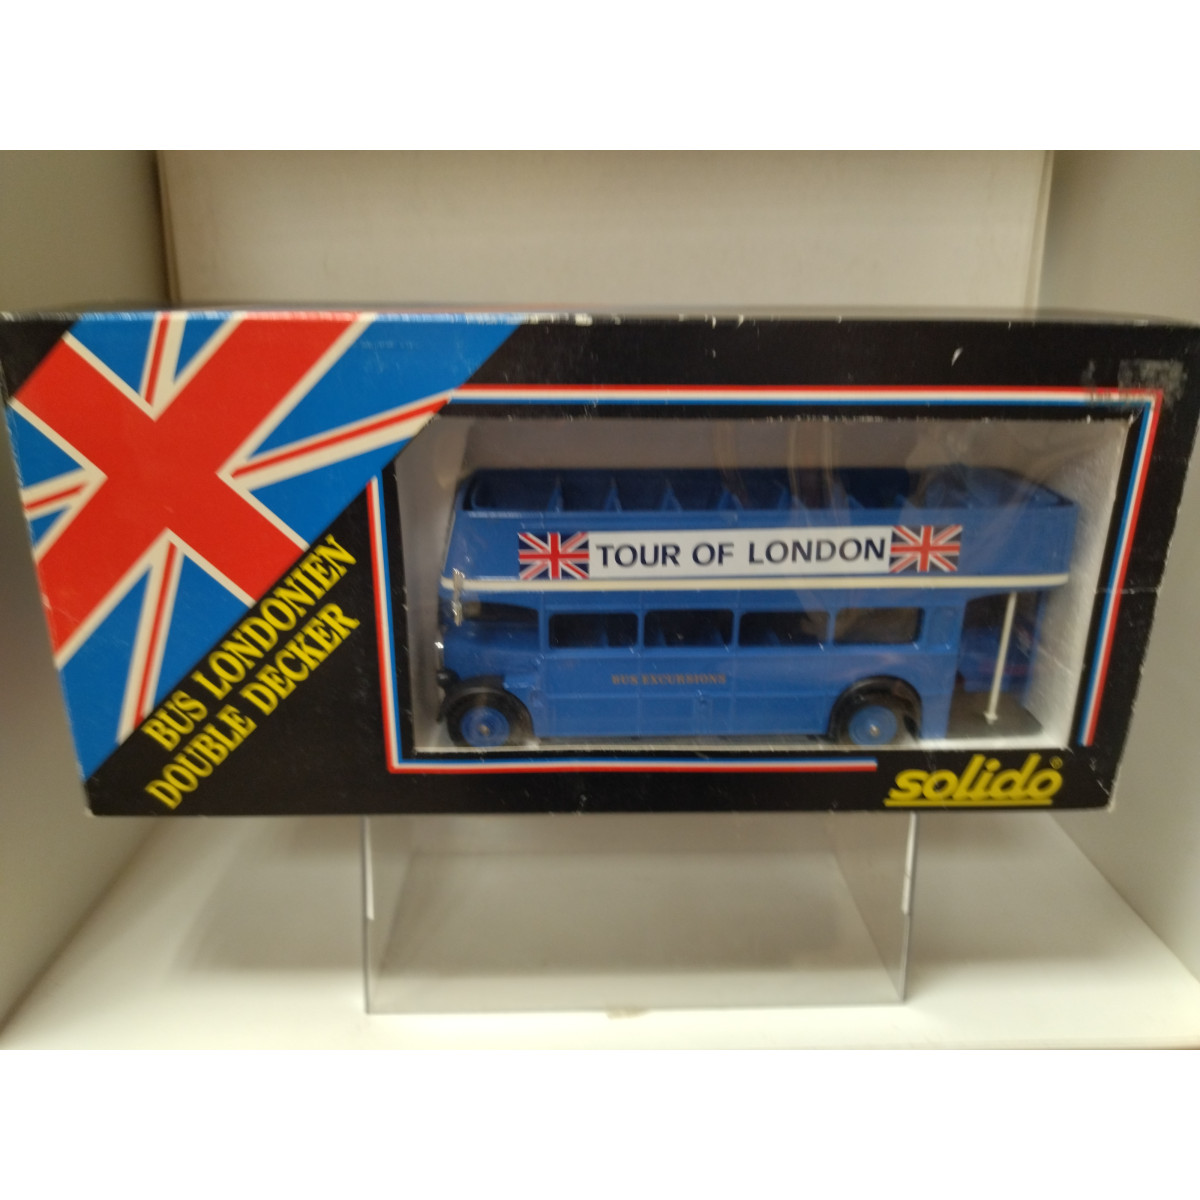 BUS LONDONIEN
DOUBLE DECKER
TOUR OF LONDON
BUS EXCURSIONS
solido